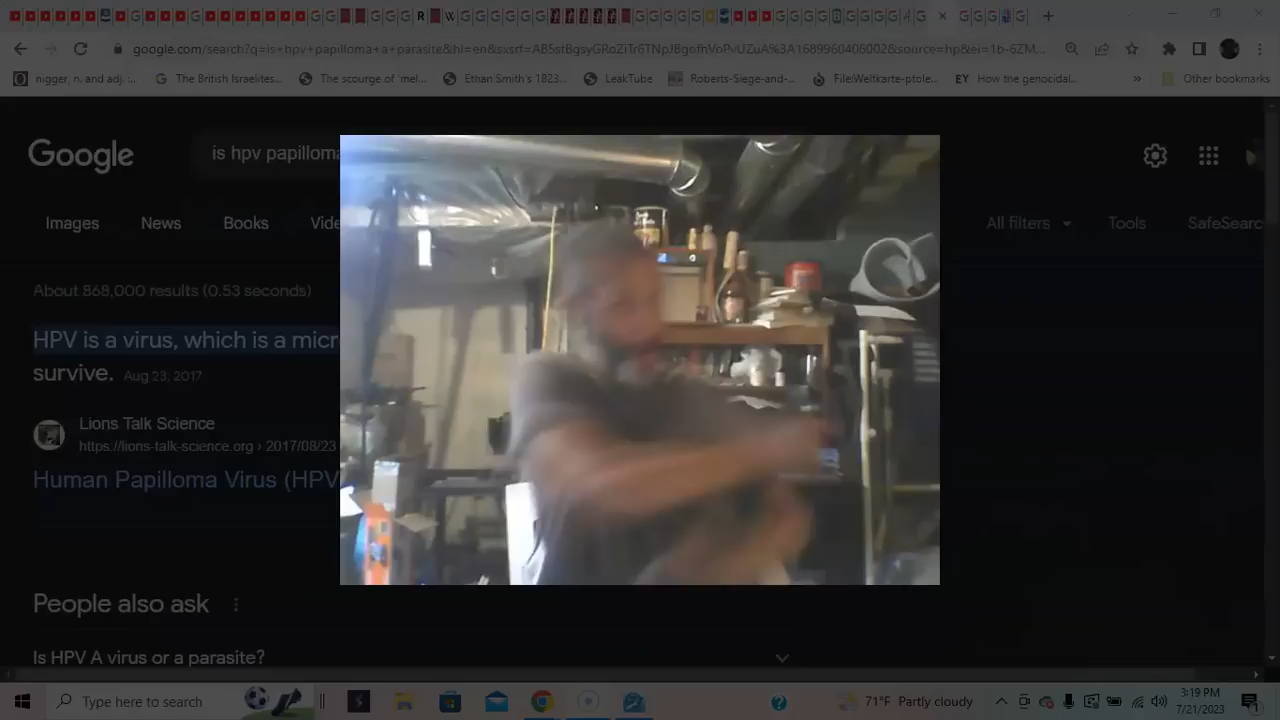 google.com/search?q=is+hpv+papilloma+a+parasite&hl=en&sxsrf=AB5stBgsyGRoZiTr6TNpJBgofhVoPvUZuA%3A1689960406002&source=hp&ei=1b-6ZM...
nigger, n. and adj. :...
The British Israelites...
The scourge of 'mel...
Ethan Smith's 1823...
LeakTube
Roberts-Siege-and-...
File:Weltkarte-ptole...
EY How the genocidal...
»
Other bookmarks
Google
is hpv papilloma
Images News Books Vide
All filters Tools SafeSearc
About 868,000 results (0.53 seconds)
HPV is a virus, which is a micr
survive. Aug 23, 2017
Lions Talk Science
https://lions-talk-science.org › 2017/08/23
Human Papilloma Virus (HPV
People also ask
Is HPV A virus or a parasite?
Type here to search
71°F Partly cloudy
3:19 PM
7/21/2023